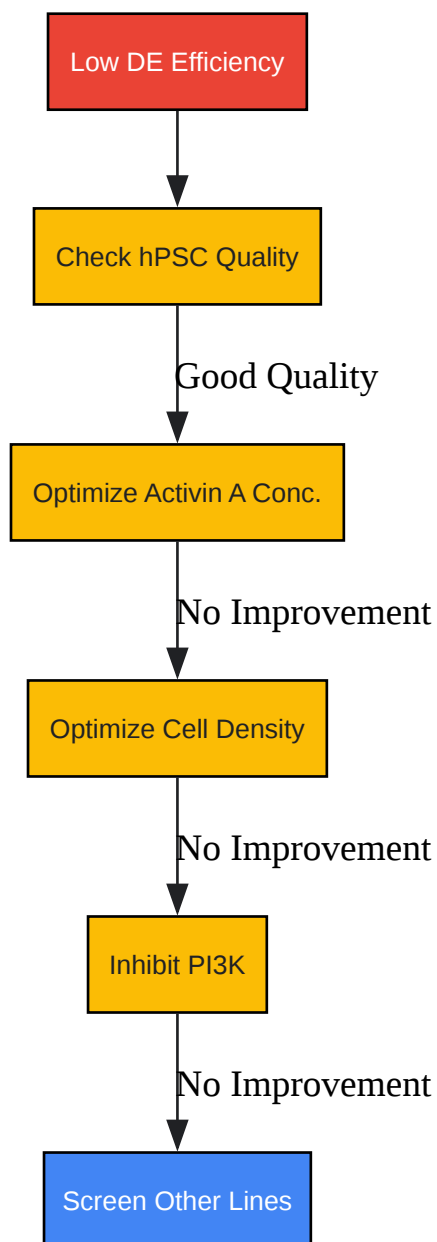 Low DE Efficiency
Check hPSC Quality
Good Quality
Optimize Activin A Conc.
No Improvement
Optimize Cell Density
No Improvement
Inhibit PI3K
No Improvement
Screen Other Lines